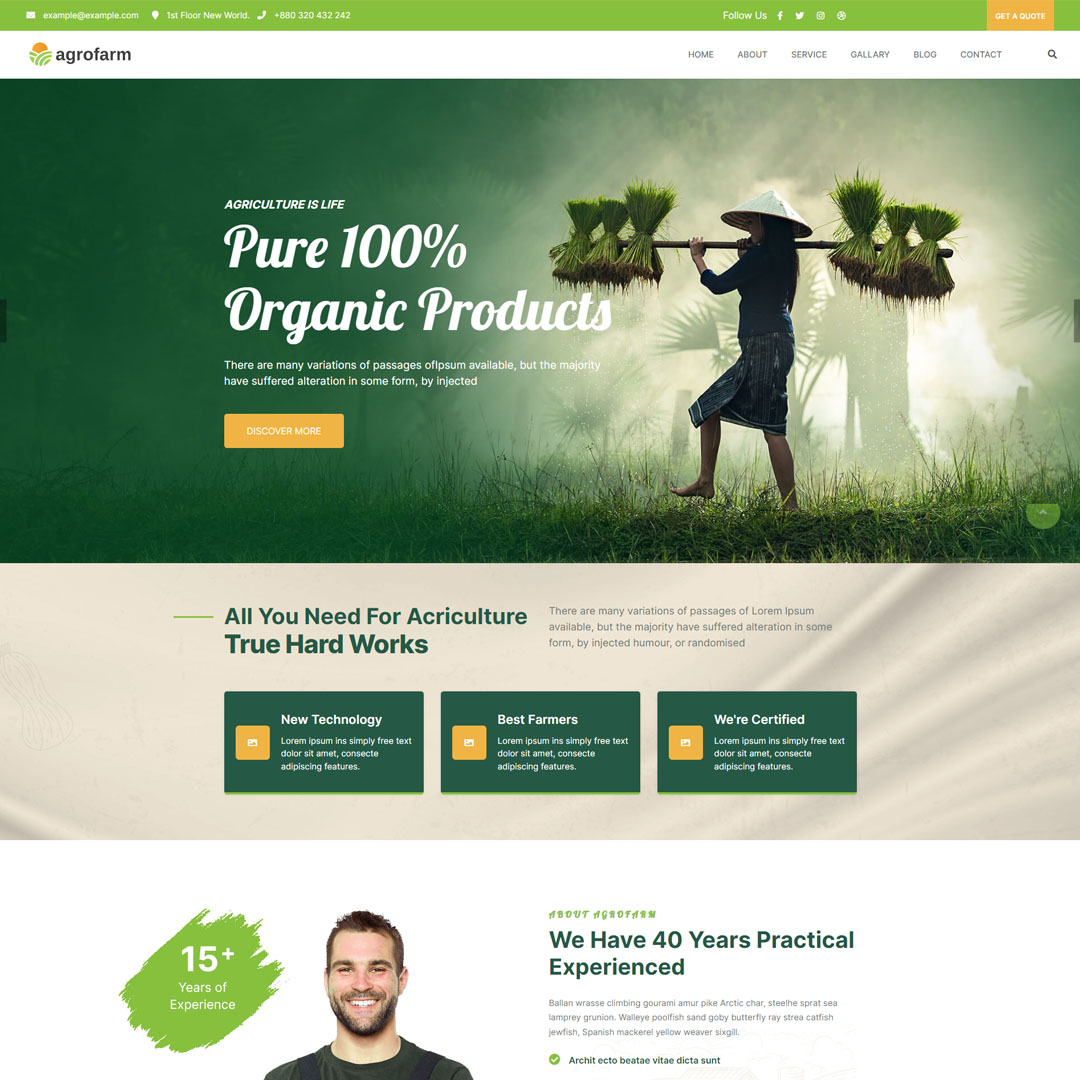 example@example.com 1st Floor New World. +880 320 432 242 Follow Us GET A QUOTE
agrofarm HOME ABOUT SERVICE GALLARY BLOG CONTACT
AGRICULTURE IS LIFE
Pure 100%
Organic Products
There are many variations of passages ofIpsum available, but the majority
have suffered alteration in some form, by injected
DISCOVER MORE
All You Need For Acriculture
True Hard Works
There are many variations of passages of Lorem Ipsum
available, but the majority have suffered alteration in some
form, by injected humour, or randomised
New Technology
Lorem ipsum ins simply free text
dolor sit amet, consecte
adipiscing features.
Best Farmers
Lorem ipsum ins simply free text
dolor sit amet, consecte
adipiscing features.
We're Certified
Lorem ipsum ins simply free text
dolor sit amet, consecte
adipiscing features.
15+
Years of
Experience
ABOUT AGROFARM
We Have 40 Years Practical
Experienced
Ballan wrasse climbing gourami amur pike Arctic char, steelhe sprat sea
lamprey grunion. Walleye poolfish sand goby butterfly ray strea catfish
jewfish, Spanish mackerel yellow weaver sixgill.
Archit ecto beatae vitae dicta sunt